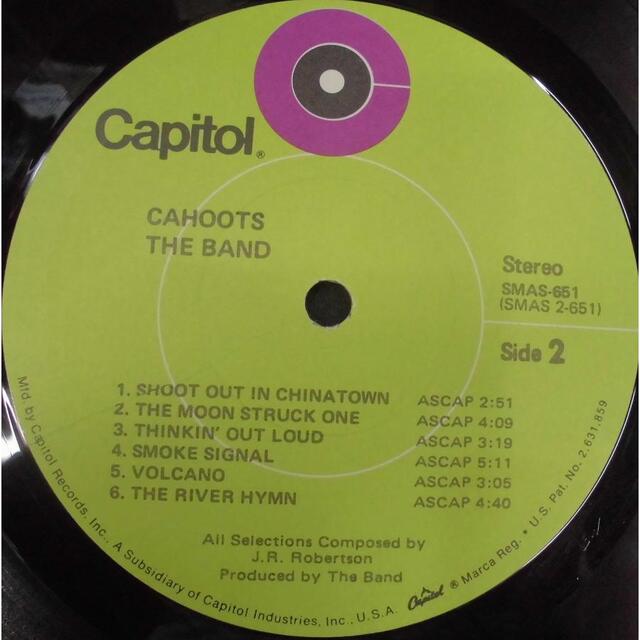 Capitol®
CAHOOTS
THE BAND
Stereo
SMAS-651
(SMAS 2-651)
Side 2
1. SHOOT OUT IN CHINATOWN ASCAP 2:51
2. THE MOON STRUCK ONE ASCAP 4:09
3. THINKIN' OUT LOUD ASCAP 3:19
4. SMOKE SIGNAL ASCAP 5:11
5. VOLCANO ASCAP 3:05
6. THE RIVER HYMN ASCAP 4:40
All Selections Composed by
J.R. Robertson
Produced by The Band
Mfd. by Capitol Records, Inc., A Subsidiary of Capitol Industries, Inc., U.S.A. Capitol ® Marca Reg. • U.S. Pat. No. 2,631,859